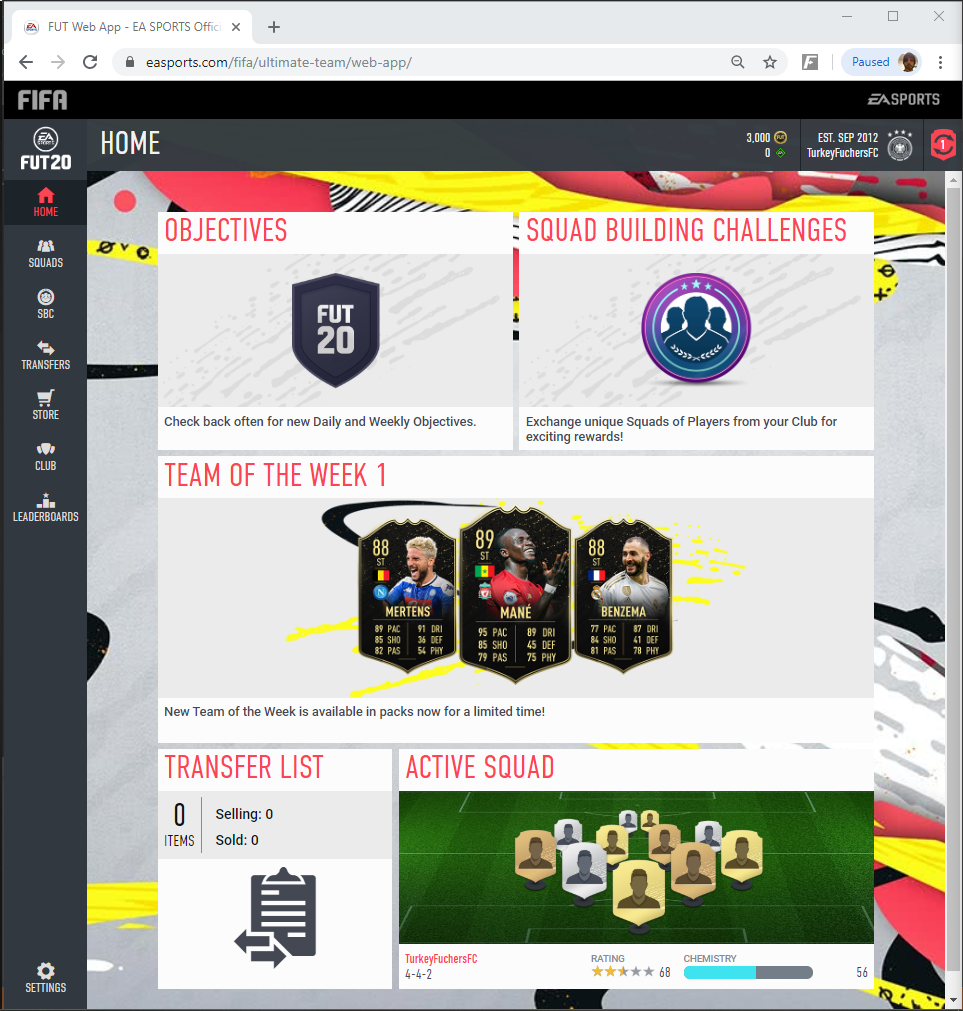 FUT Web App - EA SPORTS Offici
easports.com/fifa/ultimate-team/web-app/
Paused
FIFA
EA SPORTS
EA SPORTS
FUT20
HOME
3,000 FUT
0
EST. SEP 2012
TurkeyFuchersFC
1
HOME
SQUADS
SBC
TRANSFERS
STORE
CLUB
LEADERBOARDS
SETTINGS
OBJECTIVES
FUT
20
Check back often for new Daily and Weekly Objectives.
SQUAD BUILDING CHALLENGES
Exchange unique Squads of Players from your Club for
exciting rewards!
TEAM OF THE WEEK 1
88
ST
MERTENS
89 PAC 91 DRI
85 SHO 36 DEF
82 PAS 54 PHY
89
ST
MANÉ
95 PAC 89 DRI
85 SHO 45 DEF
79 PAS 75 PHY
88
ST
BENZEMA
77 PAC 87 DRI
84 SHO 41 DEF
81 PAS 78 PHY
New Team of the Week is available in packs now for a limited time!
TRANSFER LIST
0
ITEMS
Selling: 0
Sold: 0
ACTIVE SQUAD
TurkeyFuchersFC
4-4-2
RATING
68
CHEMISTRY
56